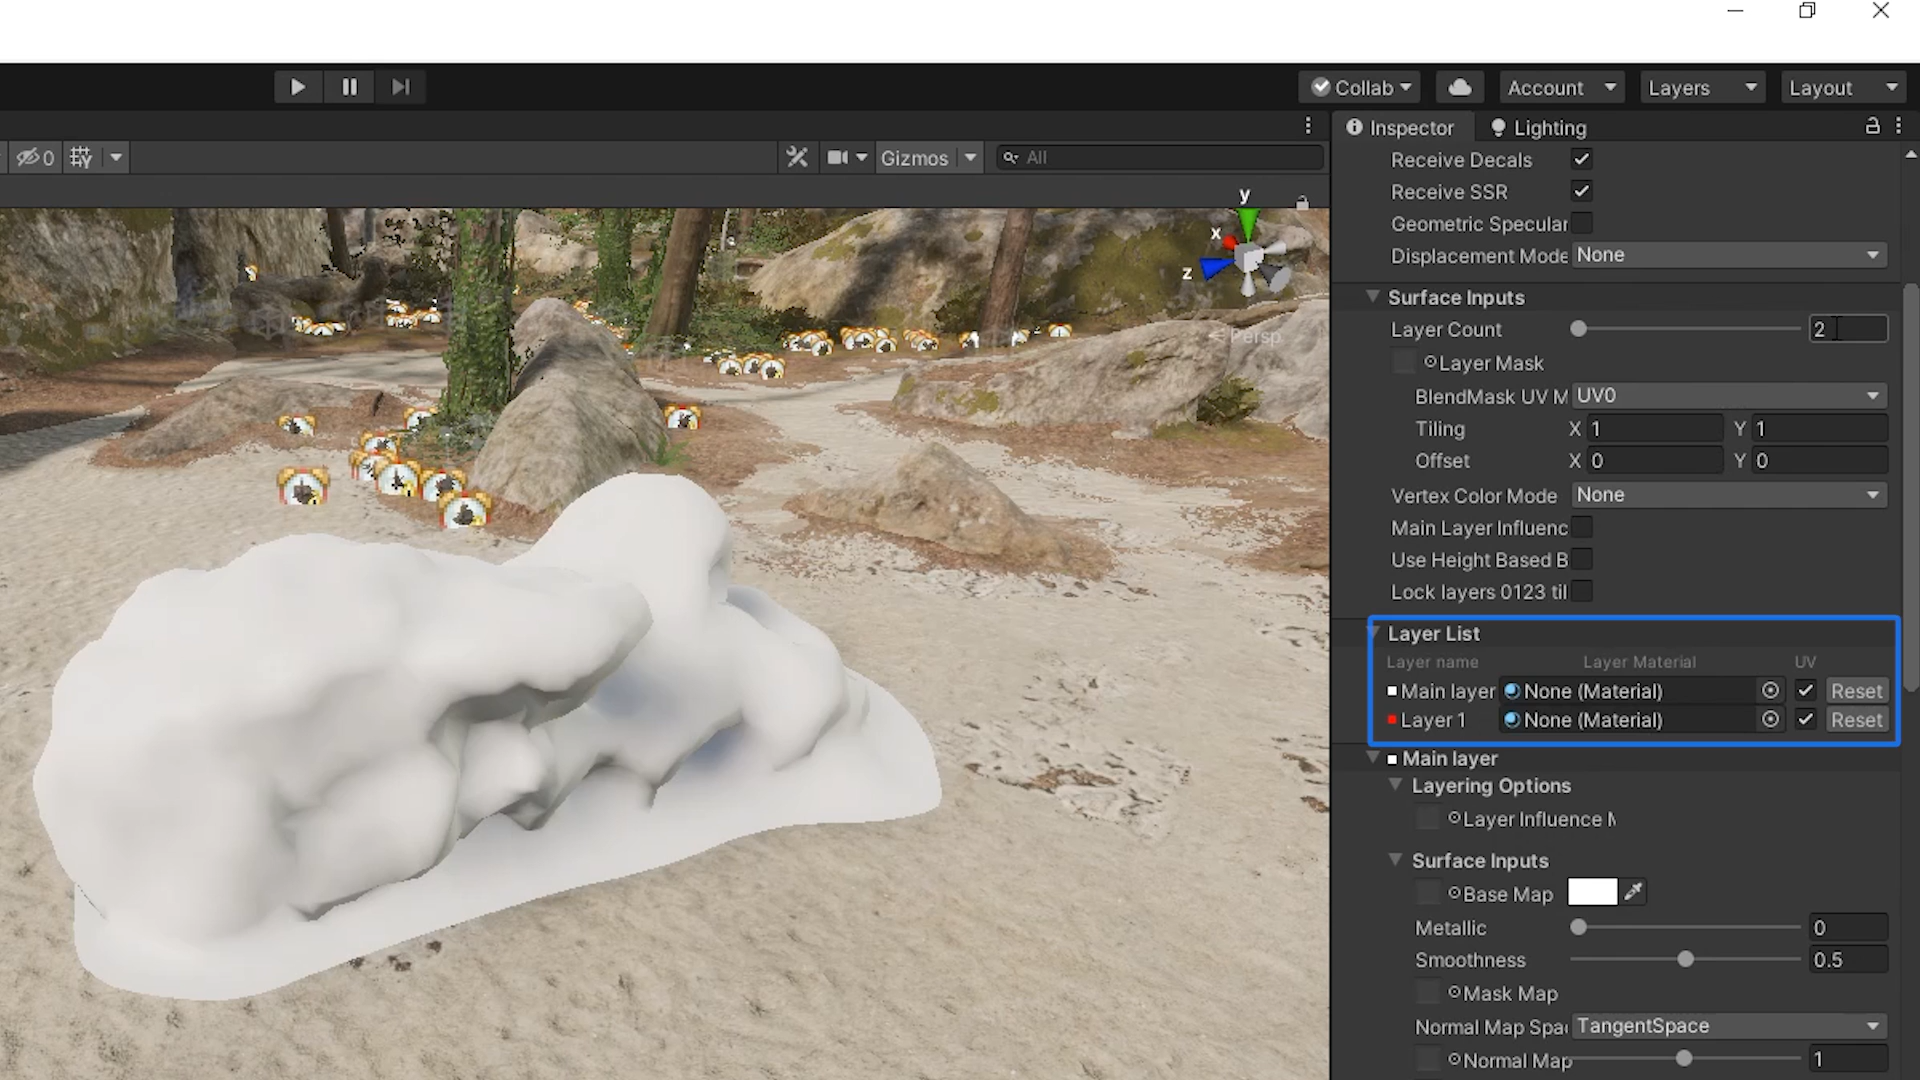 Collab
Account
Layers
Layout
Inspector
Lighting
0
Gizmos
All
y
x
z
Persp
Receive Decals
Receive SSR
Geometric Specular
Displacement Mode None
Surface Inputs
Layer Count 2
Layer Mask
BlendMask UV M UV0
Tiling X 1 Y 1
Offset X 0 Y 0
Vertex Color Mode None
Main Layer Influenc
Use Height Based B
Lock layers 0123 til
Layer List
Layer name Layer Material UV
Main layer None (Material) Reset
Layer 1 None (Material) Reset
Main layer
Layering Options
Layer Influence M
Surface Inputs
Base Map
Metallic 0
Smoothness 0.5
Mask Map
Normal Map Spa TangentSpace
Normal Map 1